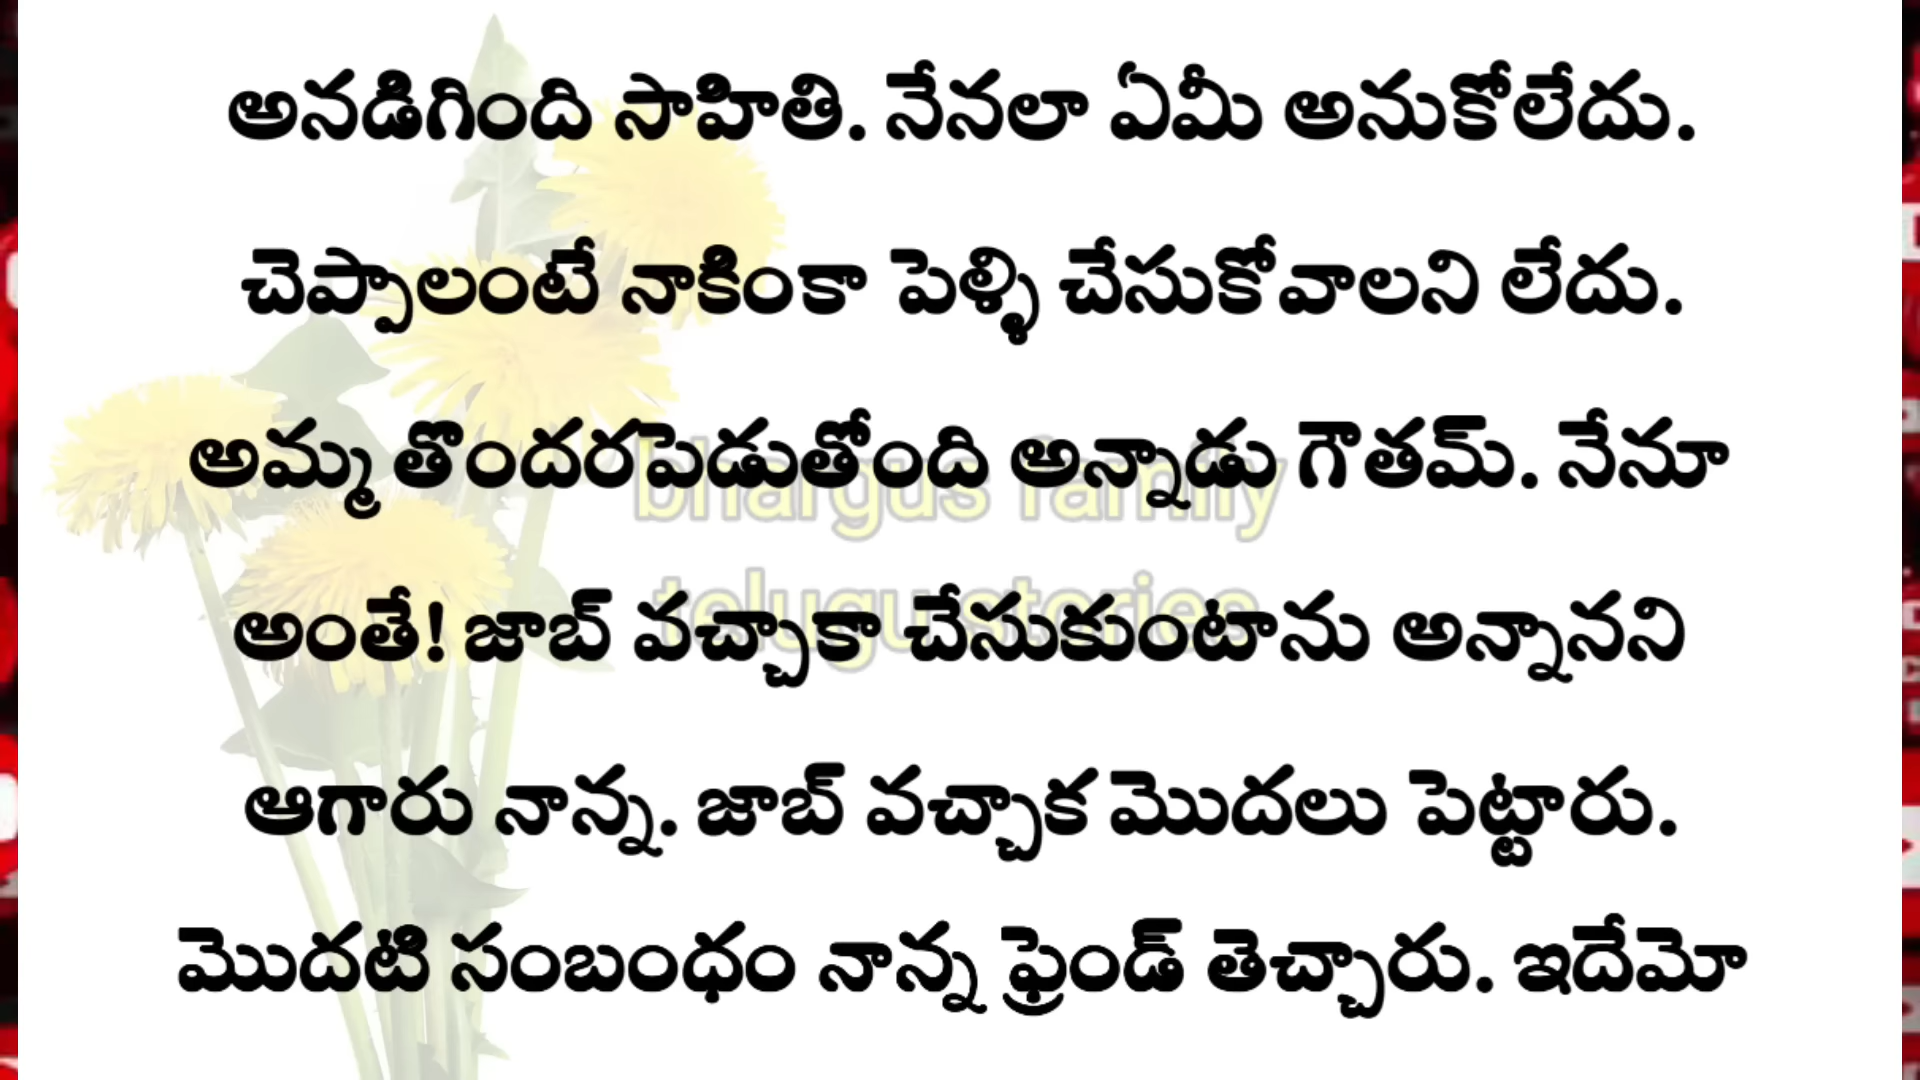 అనడిగింది సాహితి. నేనలా ఏమీ అనుకోలేదు.
చెప్పాలంటే నాకింకా పెళ్ళి చేసుకోవాలని లేదు.
అమ్మ తొందరపెడుతోంది అన్నాడు గౌతమ్. నేనూ
bhargus family
అంతే! జాబ్ వచ్చాకా చేసుకుంటాను అన్నానని
telugu stories
ఆగారు నాన్న. జాబ్ వచ్చాక మొదలు పెట్టారు.
మొదటి సంబంధం నాన్న ఫ్రెండ్ తెచ్చారు. ఇదేమో